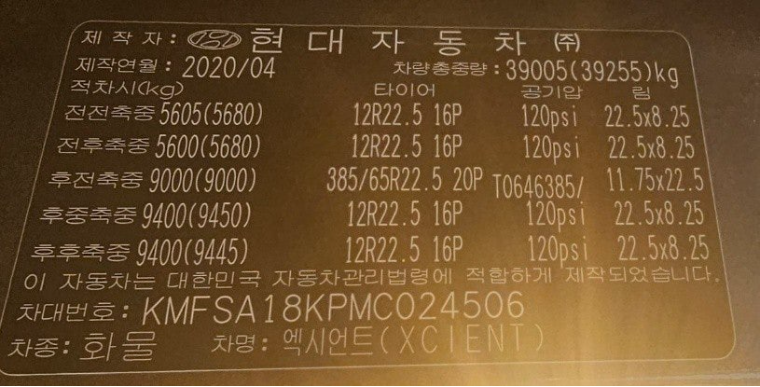 제 작 자 : 현 대 자 동 차 ㈜
제작연월 : 2020/04 차량총중량 : 39005(39255)kg
적차시(kg) 타이어 공기압 림
전전축중 5605(5680) 12R22.5 16P 120psi 22.5x8.25
전후축중 5600(5680) 12R22.5 16P 120psi 22.5x8.25
후전축중 9000(9000) 385/65R22.5 20P T0646385/ 11.75x22.5
후중축중 9400(9450) 12R22.5 16P 120psi 22.5x8.25
후후축중 9400(9445) 12R22.5 16P 120psi 22.5x8.25
이 자동차는 대한민국 자동차관리법령에 적합하게 제작되었습니다.
차대번호 : KMFSA18KPMC024506
차종 : 화물 차명 : 엑시언트(XCIENT)